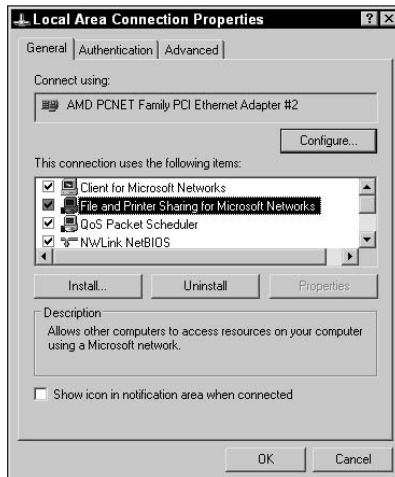 Local Area Connection Properties
General Authentication Advanced
Connect using:
AMD PCNET Family PCI Ethernet Adapter #2
Configure...
This connection uses the following items:
Client for Microsoft Networks
File and Printer Sharing for Microsoft Networks
QoS Packet Scheduler
NWLink NetBIOS
Install... Uninstall Properties
Description
Allows other computers to access resources on your computer
using a Microsoft network.
Show icon in notification area when connected
OK Cancel